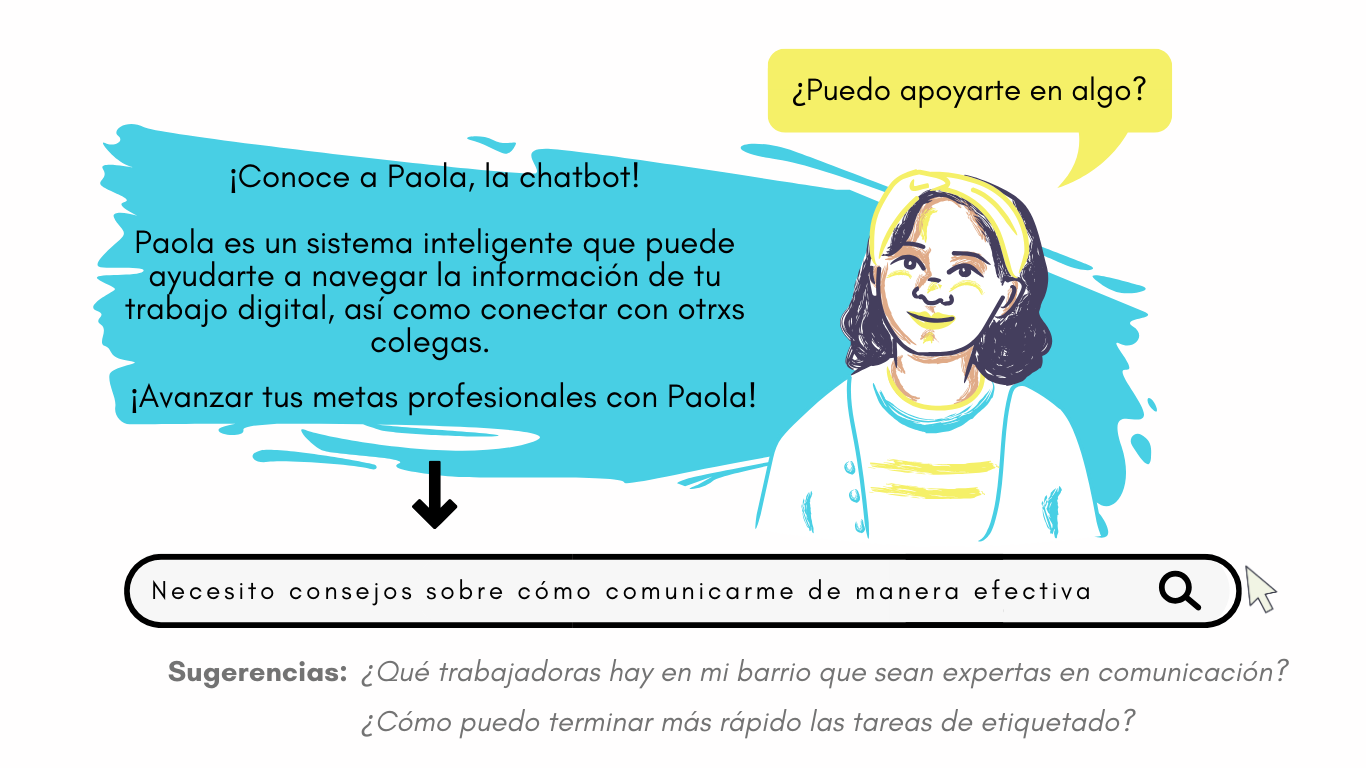 ¿Puedo apoyarte en algo?
¡Conoce a Paola, la chatbot!
Paola es un sistema inteligente que puede
ayudarte a navegar la información de tu
trabajo digital, así como conectar con otrxs
colegas.
¡Avanzar tus metas profesionales con Paola!
Necesito consejos sobre cómo comunicarme de manera efectiva
Sugerencias: ¿Qué trabajadoras hay en mi barrio que sean expertas en comunicación?
¿Cómo puedo terminar más rápido las tareas de etiquetado?